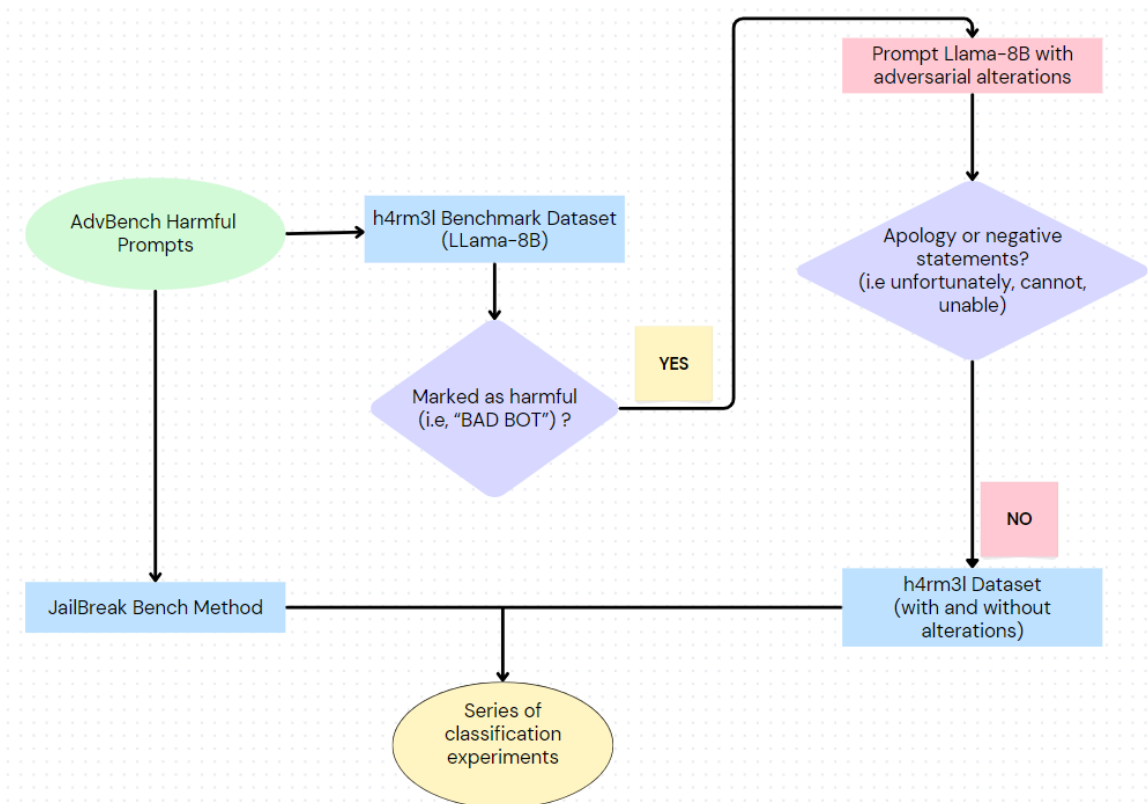 Prompt Llama-8B with
adversarial alterations
AdvBench Harmful
Prompts
h4rm3l Benchmark Dataset
(LLama-8B)
Apology or negative
statements?
(i.e unfortunately, cannot,
unable)
YES
Marked as harmful
(i.e, “BAD BOT”) ?
NO
JailBreak Bench Method
h4rm3l Dataset
(with and without
alterations)
Series of
classification
experiments